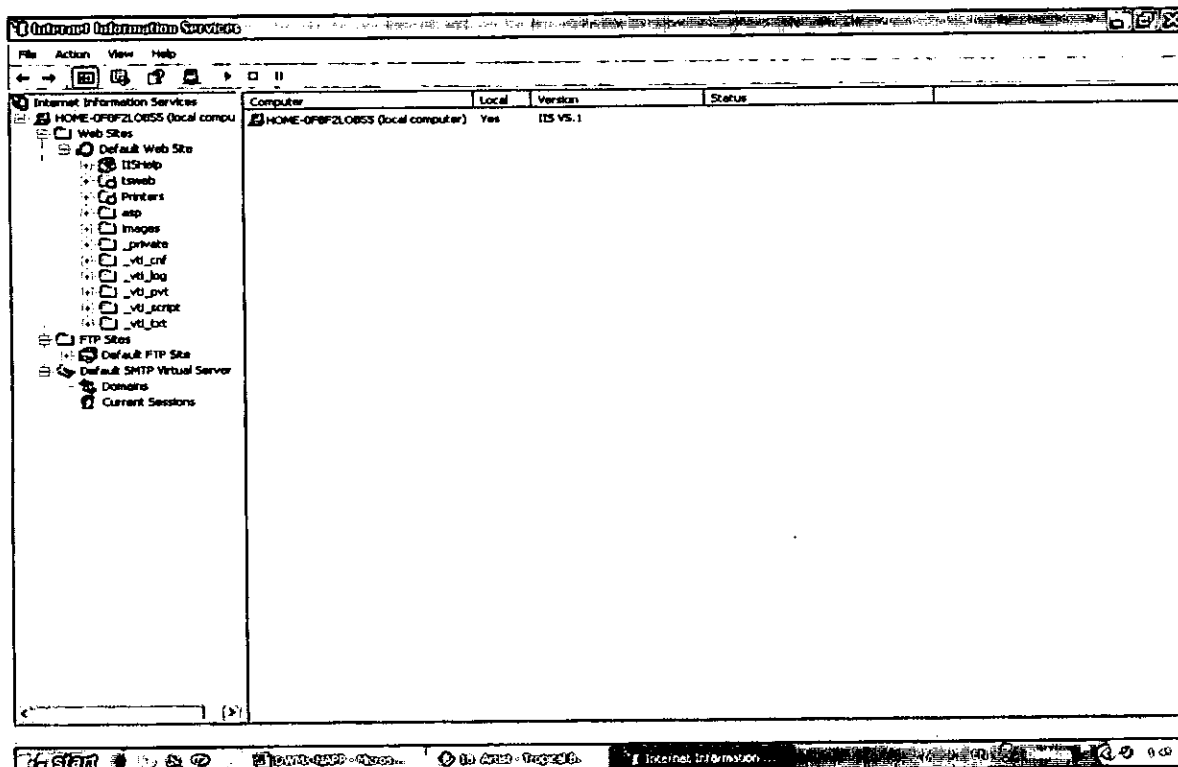 Internet Information Services
File Action View Help
Internet Information Services
HOME-0F8F2LOBSS (local compu
Web Sites
Default Web Site
IISHelp
tsweb
Printers
asp
images
_private
_vti_cnf
_vti_log
_vti_pvt
_vti_script
_vti_txt
FTP Sites
Default FTP Site
Default SMTP Virtual Server
Domains
Current Sessions
Computer Local Version Status
HOME-0F8F2LOBSS (local computer) Yes IIS V5.1
start
Internet Information ...